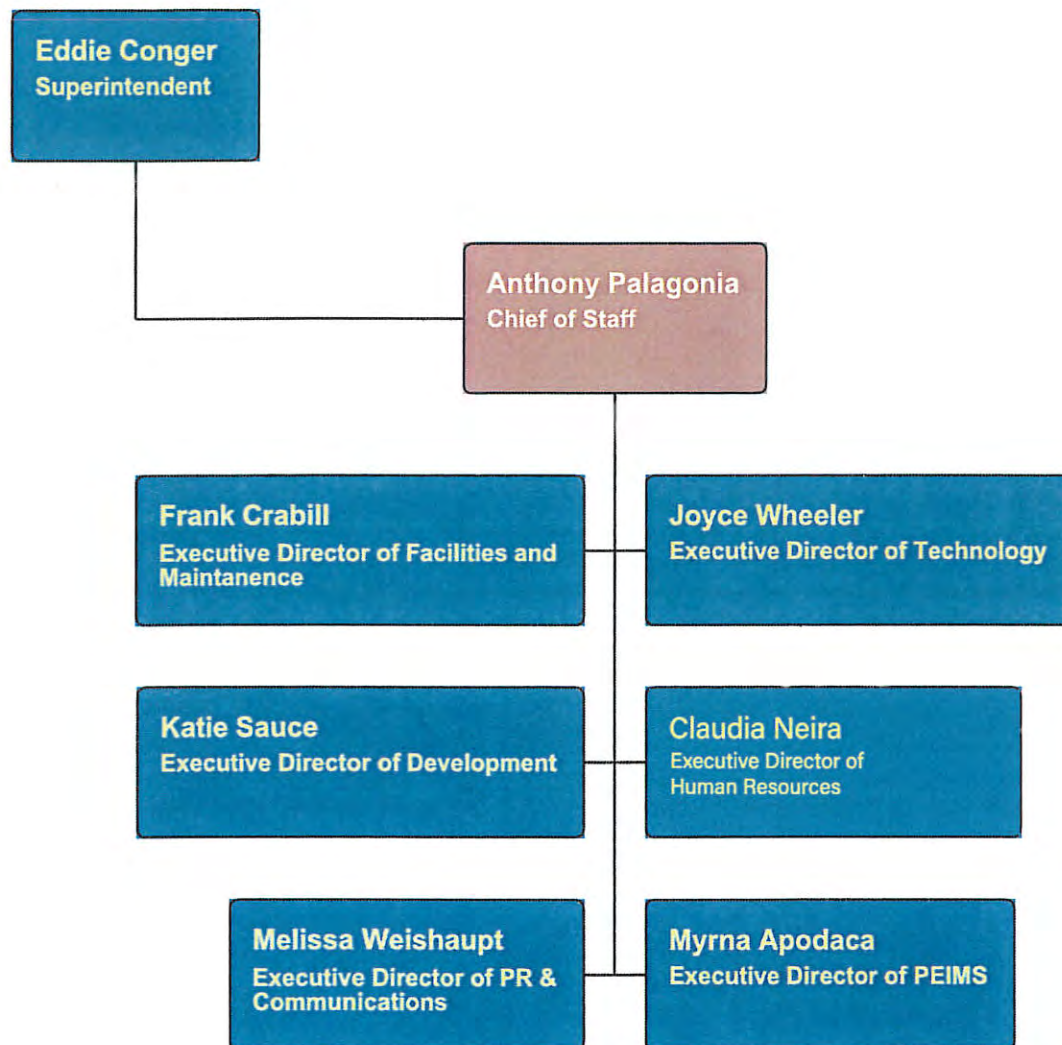 Eddie Conger
Superintendent
Anthony Palagonia
Chief of Staff
Frank Crabill
Executive Director of Facilities and
Maintanence
Joyce Wheeler
Executive Director of Technology
Katie Sauce
Executive Director of Development
Claudia Neira
Executive Director of
Human Resources
Melissa Weishaupt
Executive Director of PR &
Communications
Myrna Apodaca
Executive Director of PEIMS